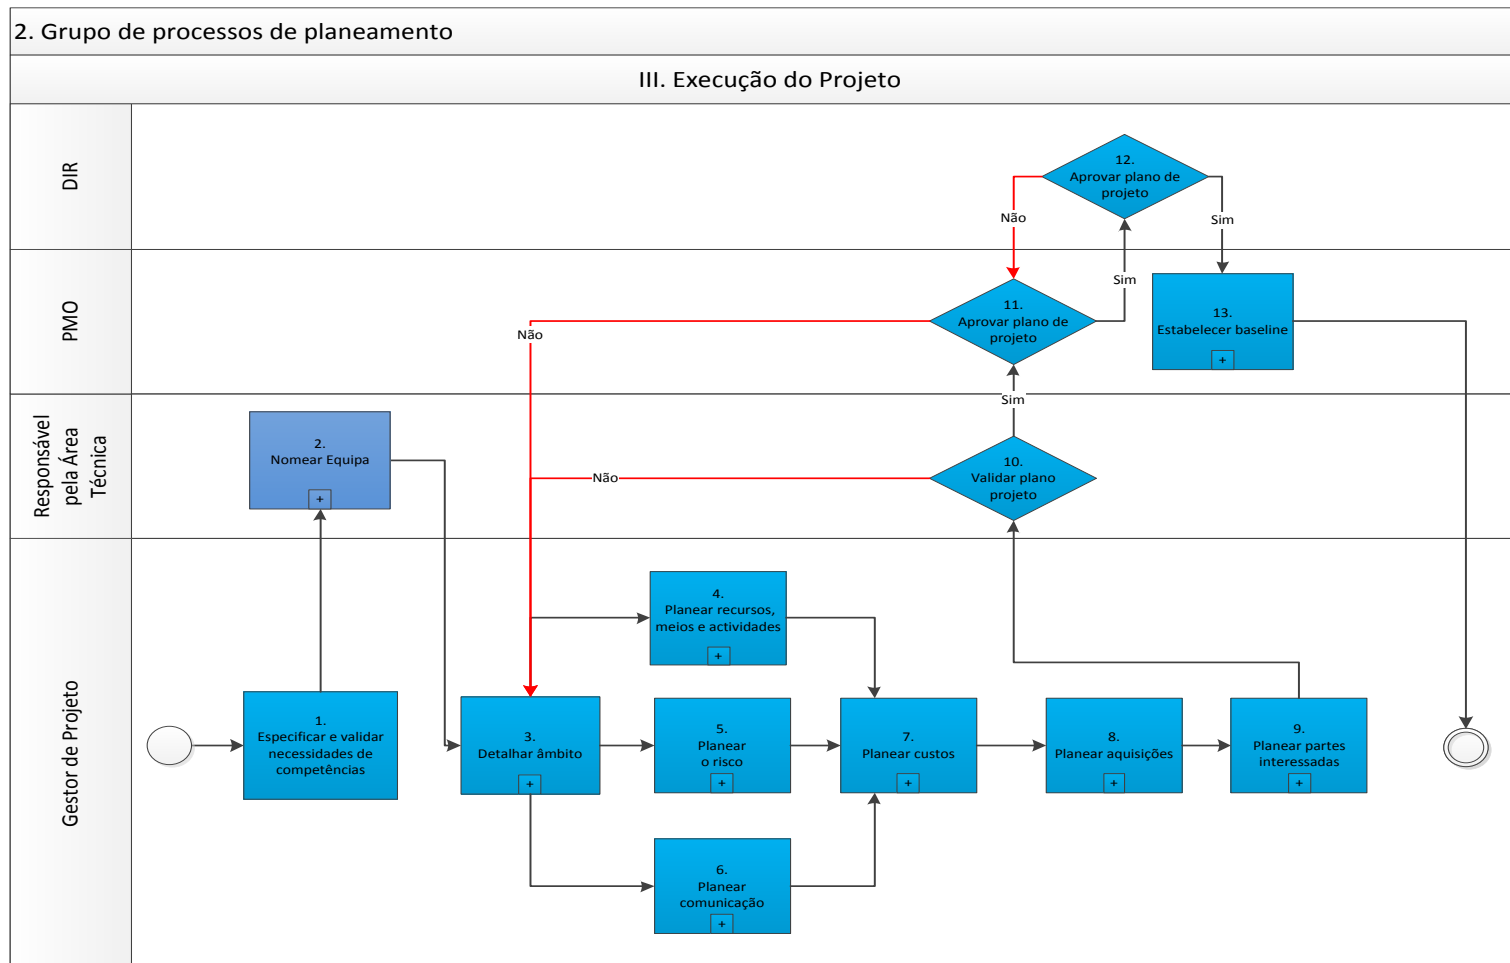 2. Grupo de processos de planeamento
III. Execução do Projeto
DIR
12.
Aprovar plano de
projeto
Não
Sim
PMO
11.
Aprovar plano de
projeto
Sim
Não
13.
Estabelecer baseline
+
Responsável
pela Área
Técnica
2.
Nomear Equipa
+
Sim
10.
Validar plano
projeto
Não
Gestor de Projeto
1.
Especificar e validar
necessidades de
competências
3.
Detalhar âmbito
+
4.
Planear recursos,
meios e actividades
+
5.
Planear
o risco
+
6.
Planear
comunicação
+
7.
Planear custos
+
8.
Planear aquisições
+
9.
Planear partes
interessadas
+